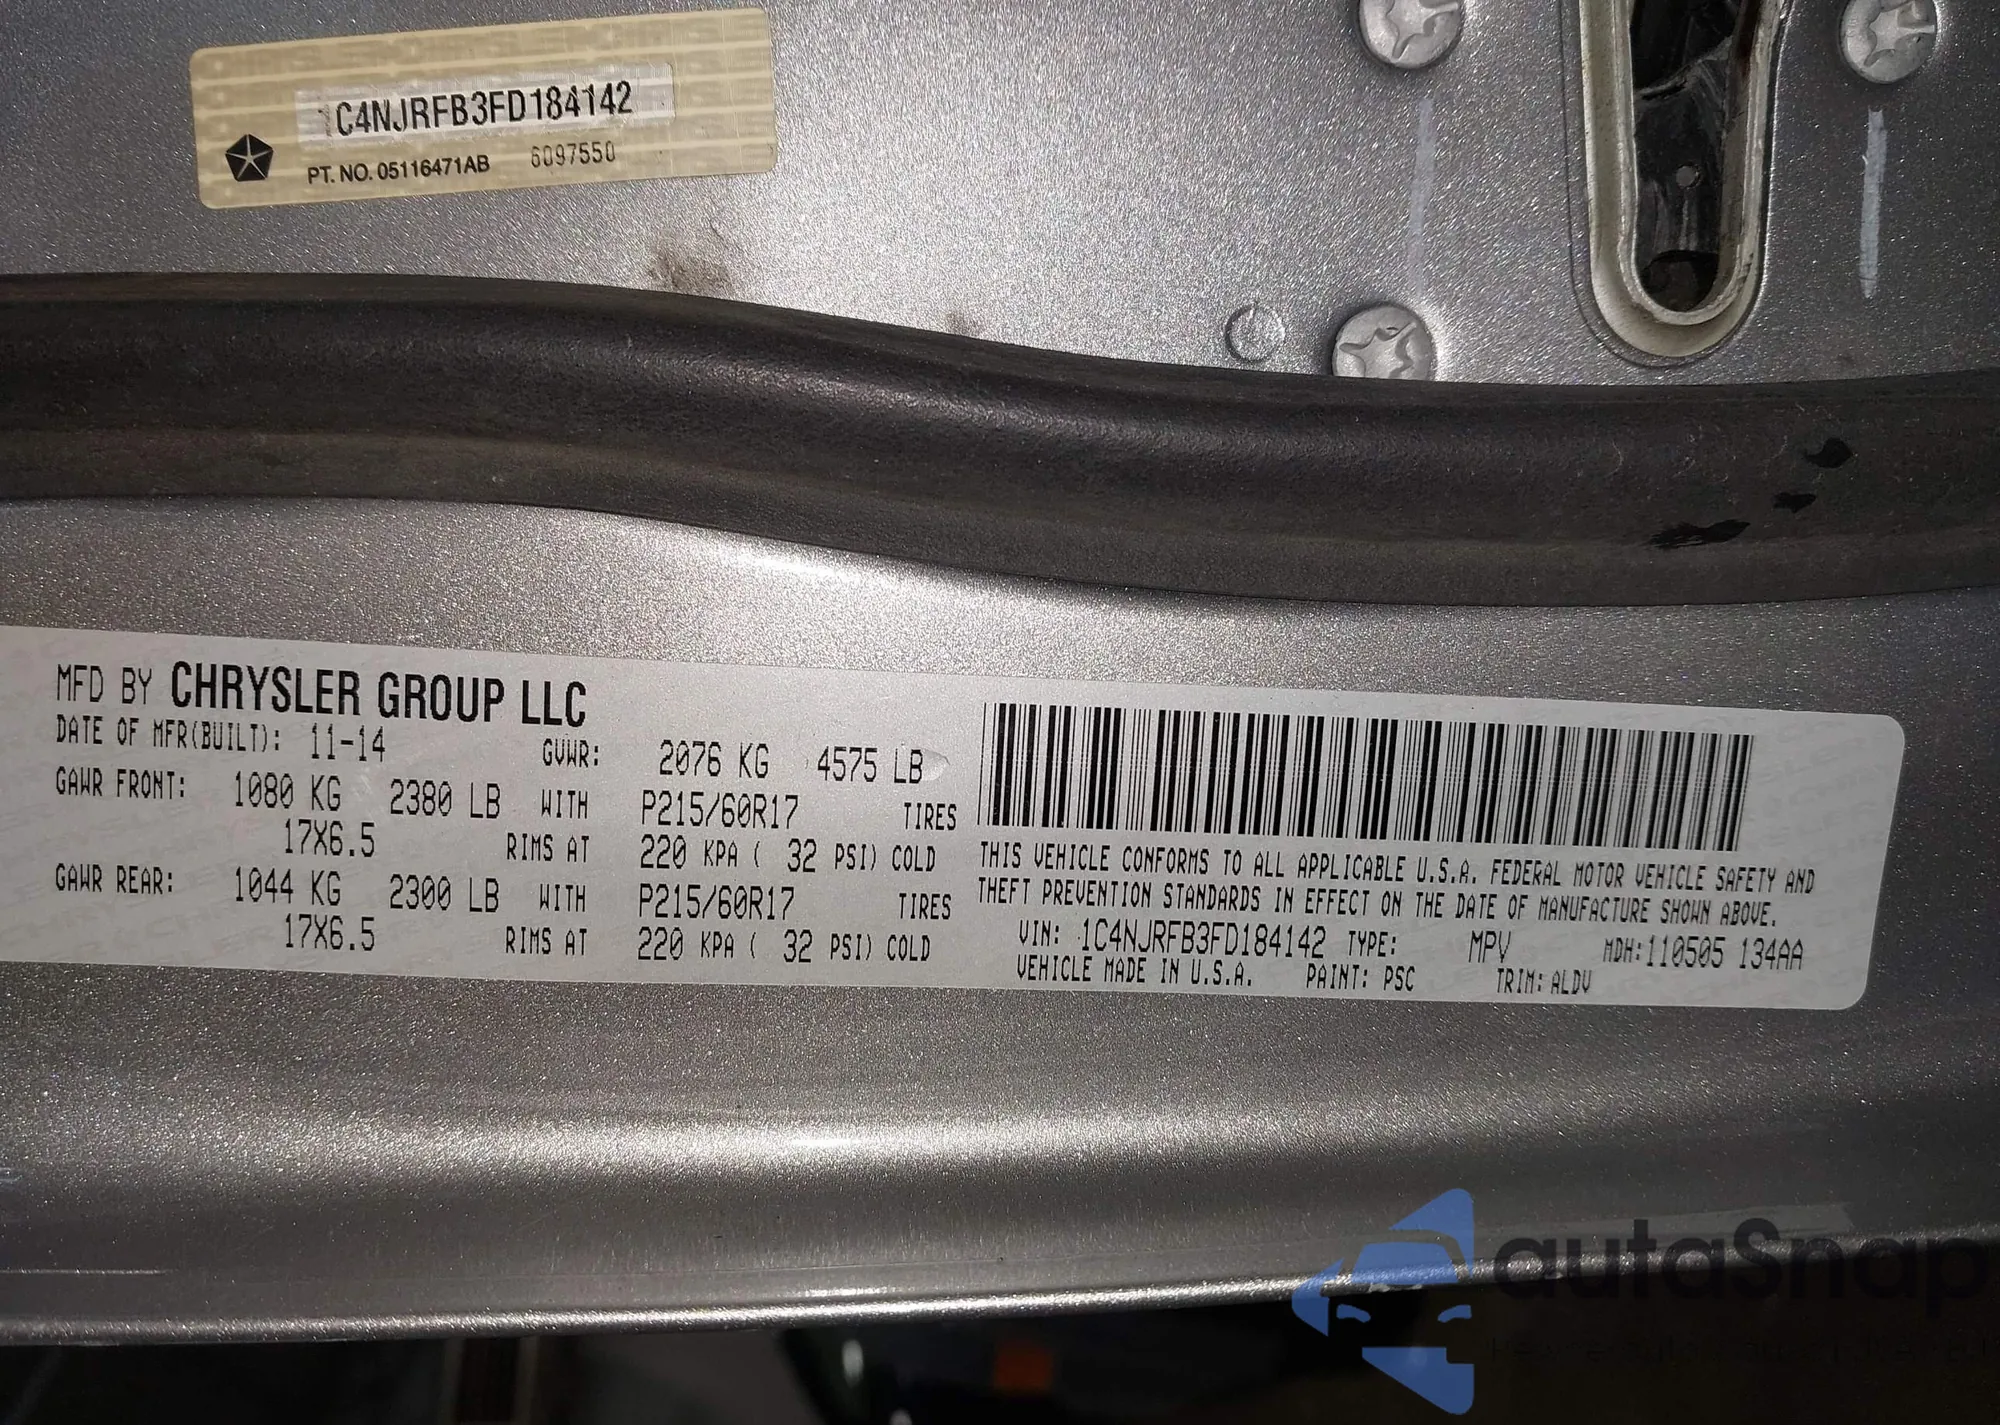 1C4NJRFB3FD184142
PT. NO. 05116471AB 6097550
MFD BY CHRYSLER GROUP LLC
DATE OF MFR(BUILT): 11-14 GVWR: 2076 KG 4575 LB
GAWR FRONT: 1080 KG 2380 LB WITH P215/60R17 TIRES
17X6.5 RIMS AT 220 KPA ( 32 PSI) COLD
GAWR REAR: 1044 KG 2300 LB WITH P215/60R17 TIRES
17X6.5 RIMS AT 220 KPA ( 32 PSI) COLD
THIS VEHICLE CONFORMS TO ALL APPLICABLE U.S.A. FEDERAL MOTOR VEHICLE SAFETY AND
THEFT PREVENTION STANDARDS IN EFFECT ON THE DATE OF MANUFACTURE SHOWN ABOVE.
VIN: 1C4NJRFB3FD184142 TYPE: MPV MDH:110505 134AA
VEHICLE MADE IN U.S.A. PAINT: PSC TRIM: ALDV
autaSnap